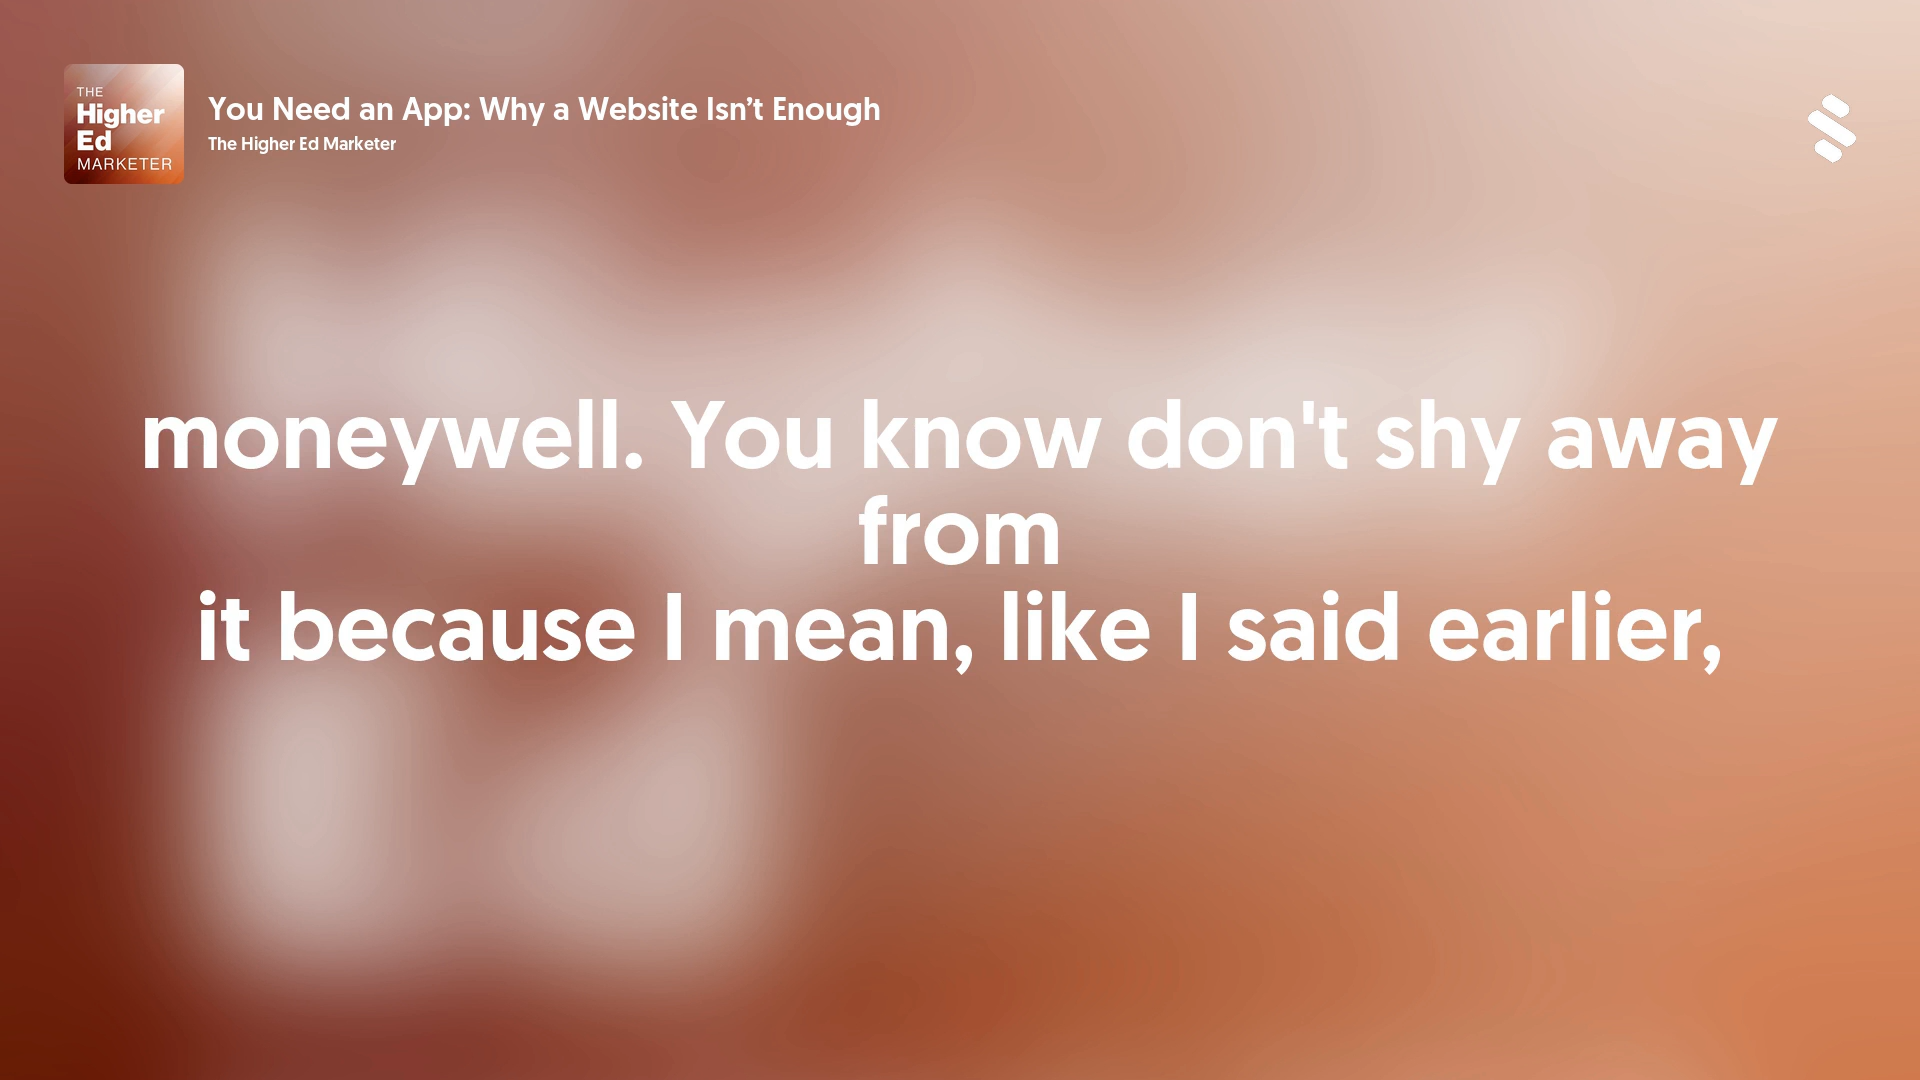 THE
Higher
Ed
MARKETER
You Need an App: Why a Website Isn’t Enough
The Higher Ed Marketer
moneywell. You know don't shy away
from
it because I mean, like I said earlier,